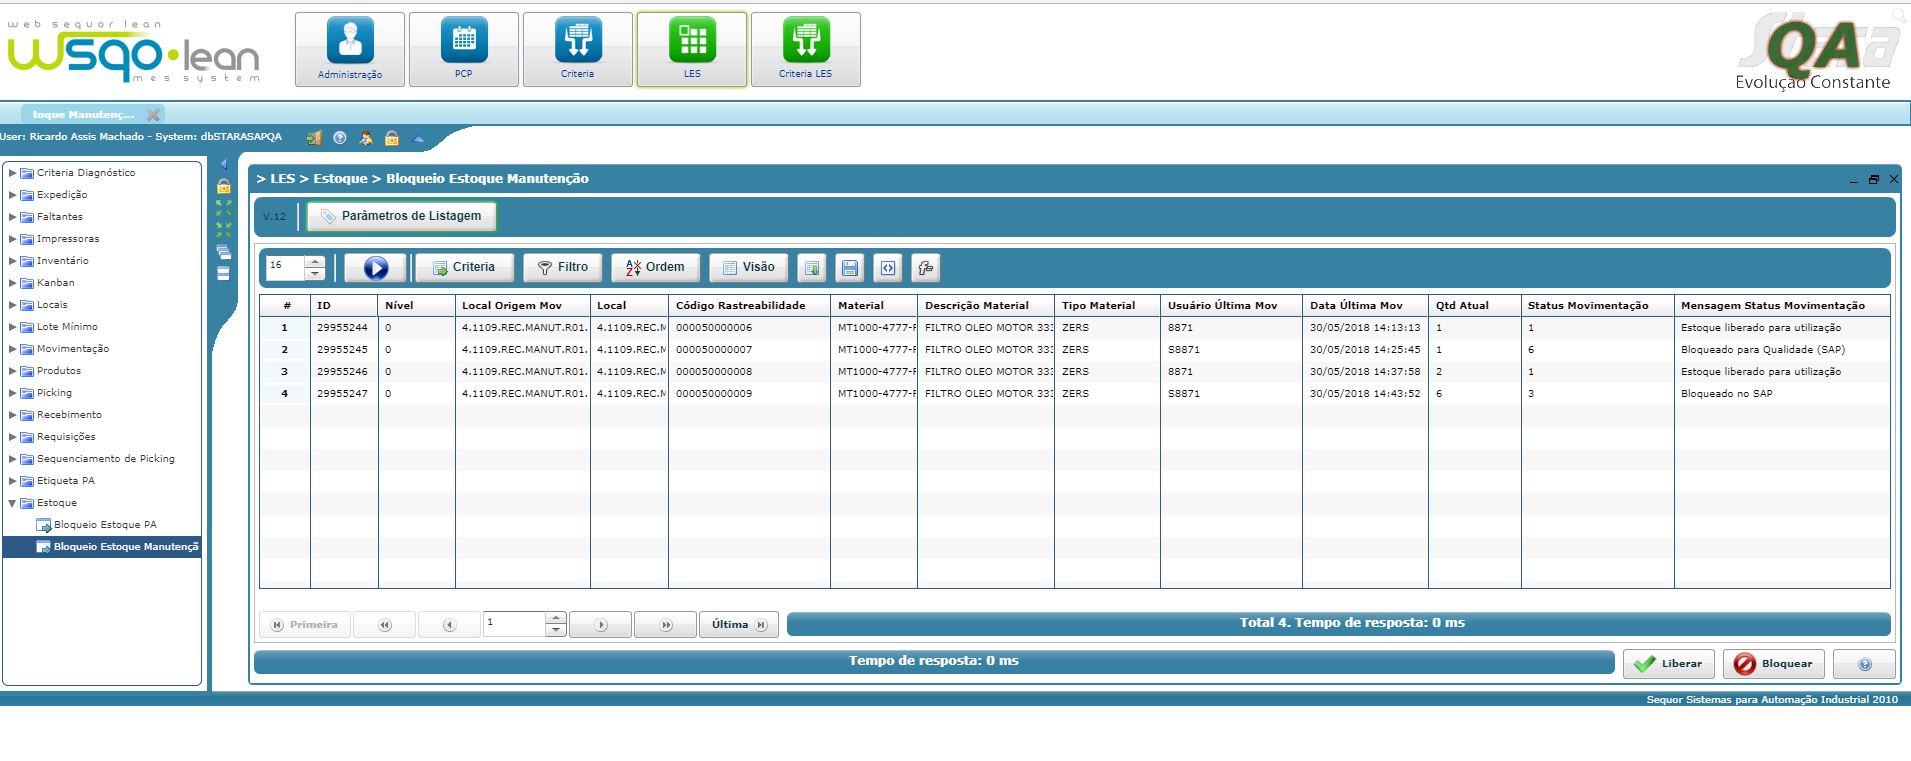 web sequor lean
wsqo•lean
mes system
Administração
PCP
Criteria
LES
Criteria LES
QA
Evolução Constante
toque Manutenç...
User: Ricardo Assis Machado - System: dbSTARASAPQA
Criteria Diagnóstico
Expedição
Faltantes
Impressoras
Inventário
Kanban
Locais
Lote Mínimo
Movimentação
Produtos
Picking
Recebimento
Requisições
Sequenciamento de Picking
Etiqueta PA
Estoque
Bloqueio Estoque PA
Bloqueio Estoque Manutençã
> LES > Estoque > Bloqueio Estoque Manutenção
V.12 Parâmetros de Listagem
16 Criteria Filtro Ordem Visão
# ID Nível Local Origem Mov Local Código Rastreabilidade Material Descrição Material Tipo Material Usuário Última Mov Data Última Mov Qtd Atual Status Movimentação Mensagem Status Movimentação
1 29955244 0 4.1109.REC.MANUT.R01. 4.1109.REC.M 000050000006 MT1000-4777-F FILTRO OLEO MOTOR 333 ZERS 8871 30/05/2018 14:13:13 1 1 Estoque liberado para utilização
2 29955245 0 4.1109.REC.MANUT.R01. 4.1109.REC.M 000050000007 MT1000-4777-F FILTRO OLEO MOTOR 333 ZERS S8871 30/05/2018 14:25:45 1 6 Bloqueado para Qualidade (SAP)
3 29955246 0 4.1109.REC.MANUT.R01. 4.1109.REC.M 000050000008 MT1000-4777-F FILTRO OLEO MOTOR 333 ZERS 8871 30/05/2018 14:37:58 2 1 Estoque liberado para utilização
4 29955247 0 4.1109.REC.MANUT.R01. 4.1109.REC.M 000050000009 MT1000-4777-F FILTRO OLEO MOTOR 333 ZERS S8871 30/05/2018 14:43:52 6 3 Bloqueado no SAP
Primeira 1 Última Total 4. Tempo de resposta: 0 ms
Tempo de resposta: 0 ms Liberar Bloquear
Sequor Sistemas para Automação Industrial 2010